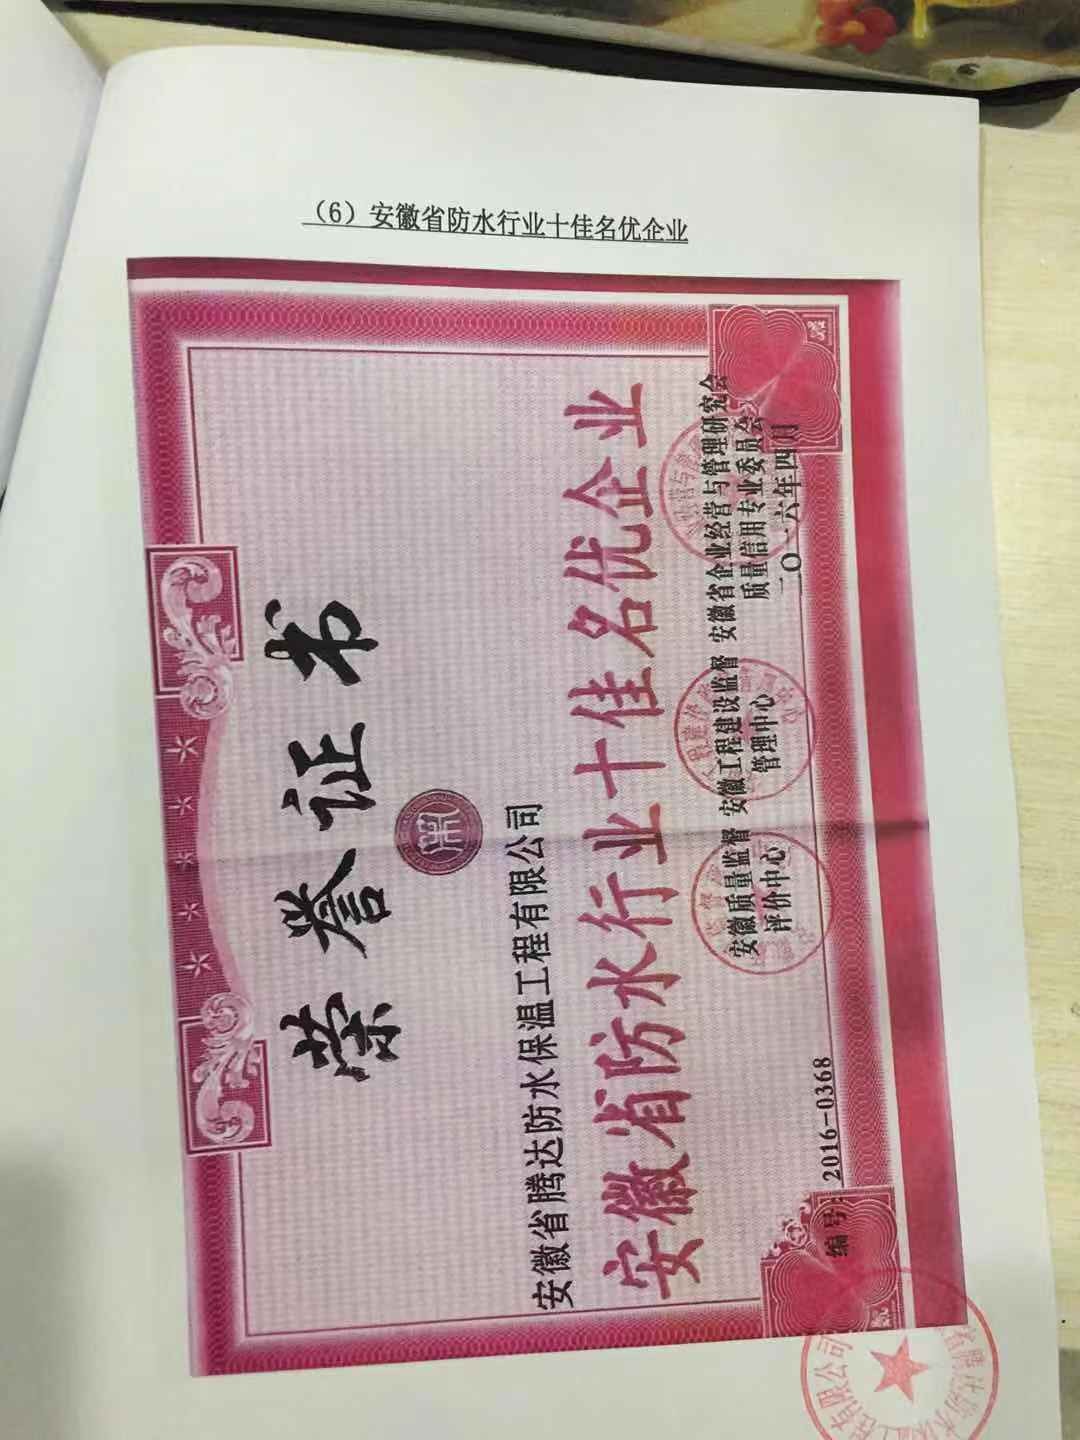 （6）安徽省防水行业十佳名优企业
荣誉证书
安徽省腾达防水保温工程有限公司
安徽省防水行业十佳名优企业
安徽质量监督
评价中心
安徽工程建设监督
管理中心
安徽省企业经营与管理研究会
质量信用专业委员会
二〇一六年四月
编号：2016-0368